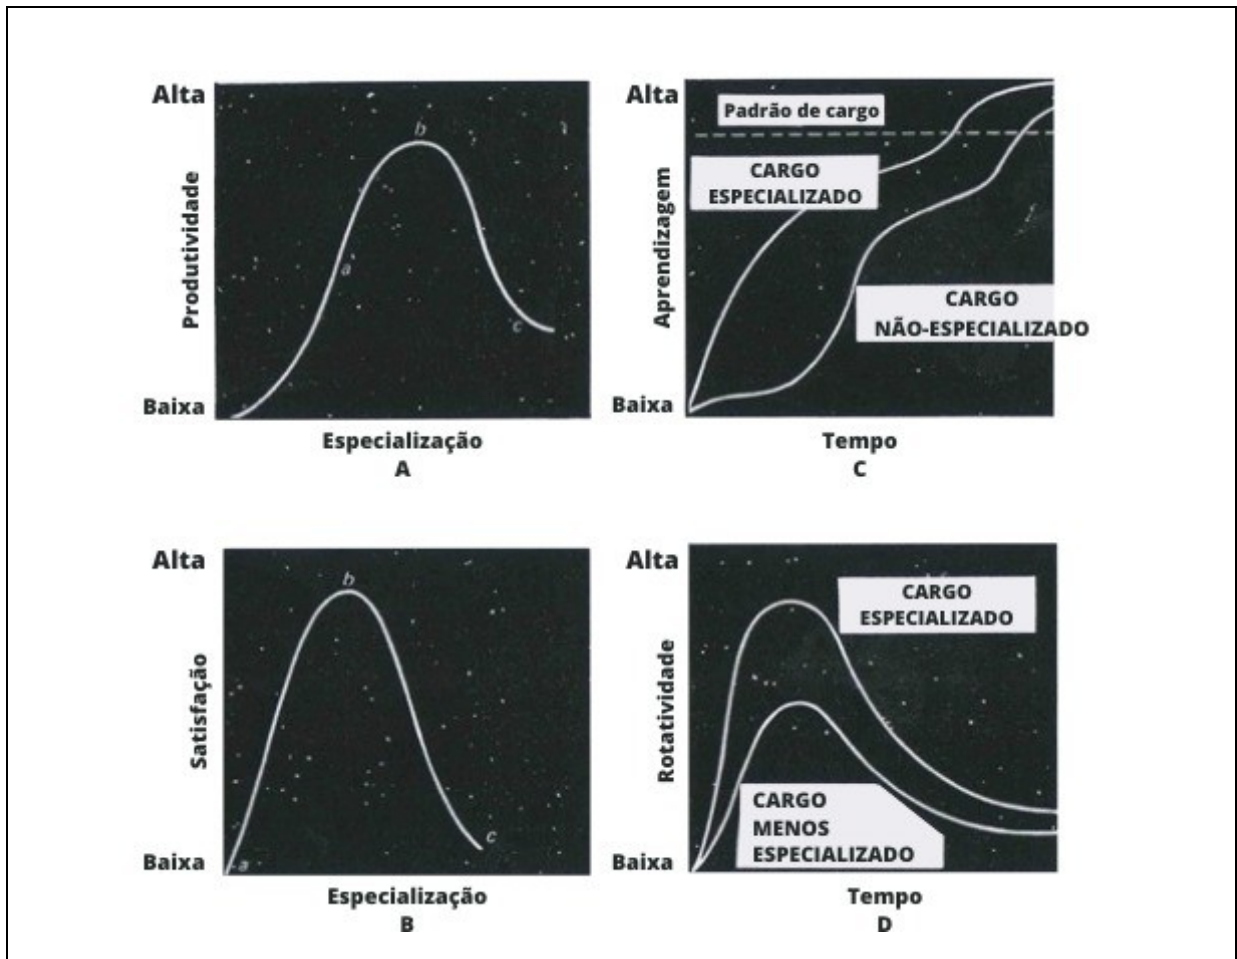 Alta
Produtividade
Baixa
a
b
c
Especialização
A
Alta
Aprendizagem
Baixa
Padrão de cargo
CARGO
ESPECIALIZADO
CARGO
NÃO-ESPECIALIZADO
Tempo
C
Alta
Satisfação
Baixa
a
b
c
Especialização
B
Alta
Rotatividade
Baixa
CARGO
ESPECIALIZADO
CARGO
MENOS
ESPECIALIZADO
Tempo
D